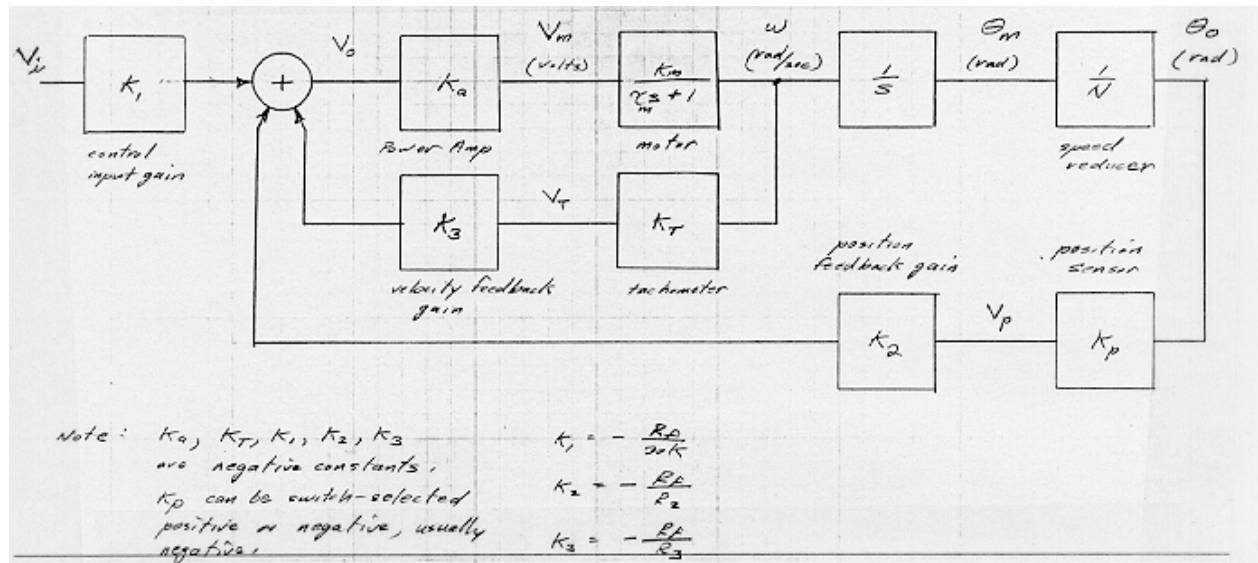 Vi
K₁
+
Vo
Ka
Vm
(volts)
Km
τm s + 1
ω
(rad/sec)
1
S
Θm
(rad)
1
N
Θo
(rad)
control
input gain
Power Amp
motor
speed
reducer
K₃
VT
KT
velocity feedback
gain
tachometer
position
feedback gain
position
sensor
K₂
Vp
Kp
Note: Ka, KT, K₁, K₂, K₃
are negative constants.
Kp can be switch-selected
positive or negative, usually
negative.
K₁ = - Rf
20K
K₂ = - Rf
R₂
K₃ = - Rf
R₃